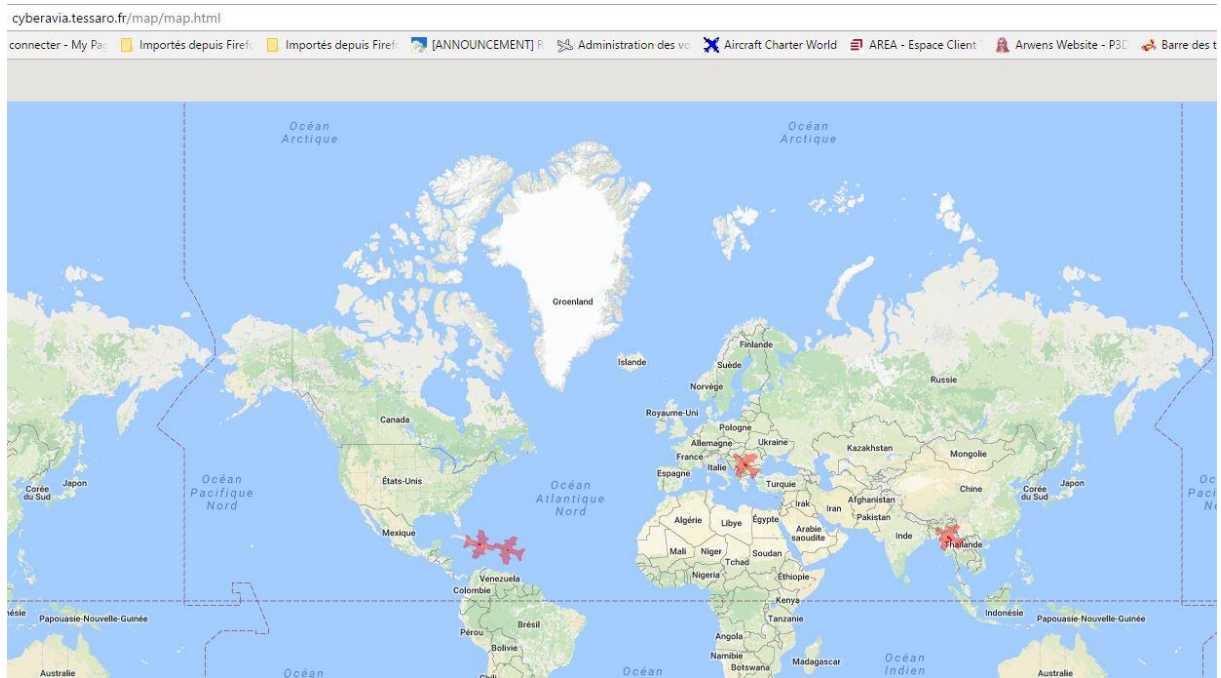 cyberavia.tessaro.fr/map/map.html
connecter - My Pa Importés depuis Firef Importés depuis Firef [ANNOUNCEMENT] R Administration des vo Aircraft Charter World AREA - Espace Client Arwens Website - P3D Barre des t
Océan
Arctique
Océan
Arctique
Groenland
Islande
Finlande
Suède
Norvège
Russie
Royaume-Uni
Canada
Pologne
Allemagne
Ukraine
France
Kazakhstan
Mongolie
Italie
Espagne
Océan
Pacifique
Nord
États-Unis
Océan
Atlantique
Nord
Turquie
Chine
Corée
du Sud
Japon
Corée
du Sud
Japon
Irak
Iran
Afghanistan
Pakistan
Mexique
Algérie
Libye
Égypte
Arabie
saoudite
Inde
Thaïlande
Mali
Niger
Tchad
Soudan
Venezuela
Colombie
Nigeria
Éthiopie
Kenya
Papouasie-Nouvelle-Guinée
Brésil
Tanzanie
Indonésie
Papouasie-Nouvelle-Guinée
Pérou
Bolivie
Angola
Namibie
Botswana
Madagascar
Océan
Indien
Australie
Océan
Océan
Australie